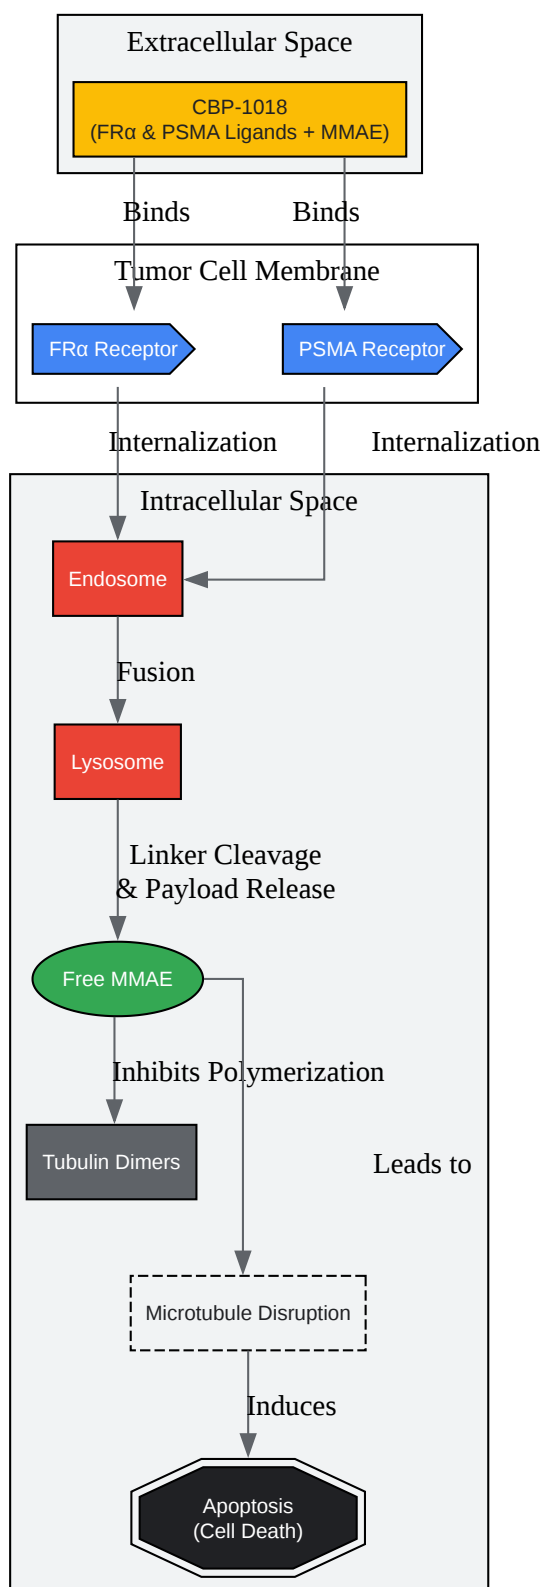 Extracellular Space
CBP-1018
(FRα & PSMA Ligands + MMAE)
Binds
Binds
Tumor Cell Membrane
FRα Receptor
PSMA Receptor
Internalization
Internalization
Intracellular Space
Endosome
Fusion
Lysosome
Linker Cleavage
& Payload Release
Free MMAE
Inhibits Polymerization
Tubulin Dimers
Leads to
Microtubule Disruption
Induces
Apoptosis
(Cell Death)